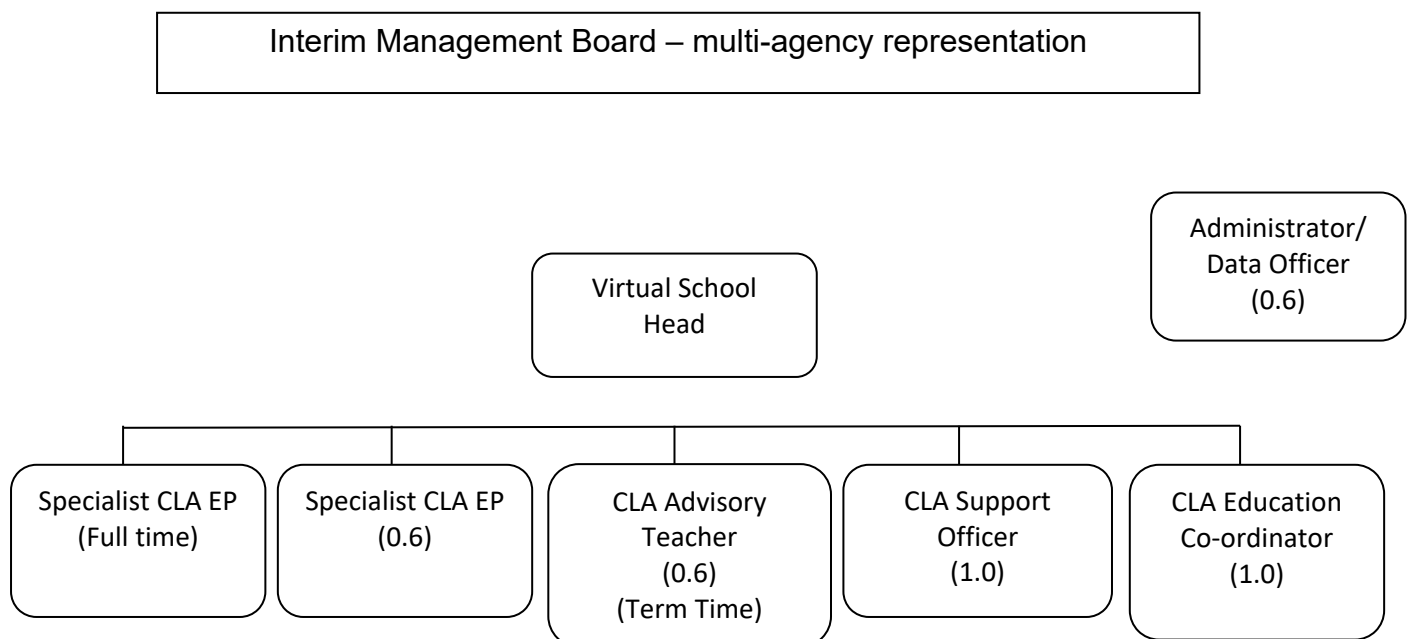 Interim Management Board – multi-agency representation
Administrator/
Data Officer
(0.6)
Virtual School
Head
Specialist CLA EP
(Full time)
Specialist CLA EP
(0.6)
CLA Advisory
Teacher
(0.6)
(Term Time)
CLA Support
Officer
(1.0)
CLA Education
Co-ordinator
(1.0)